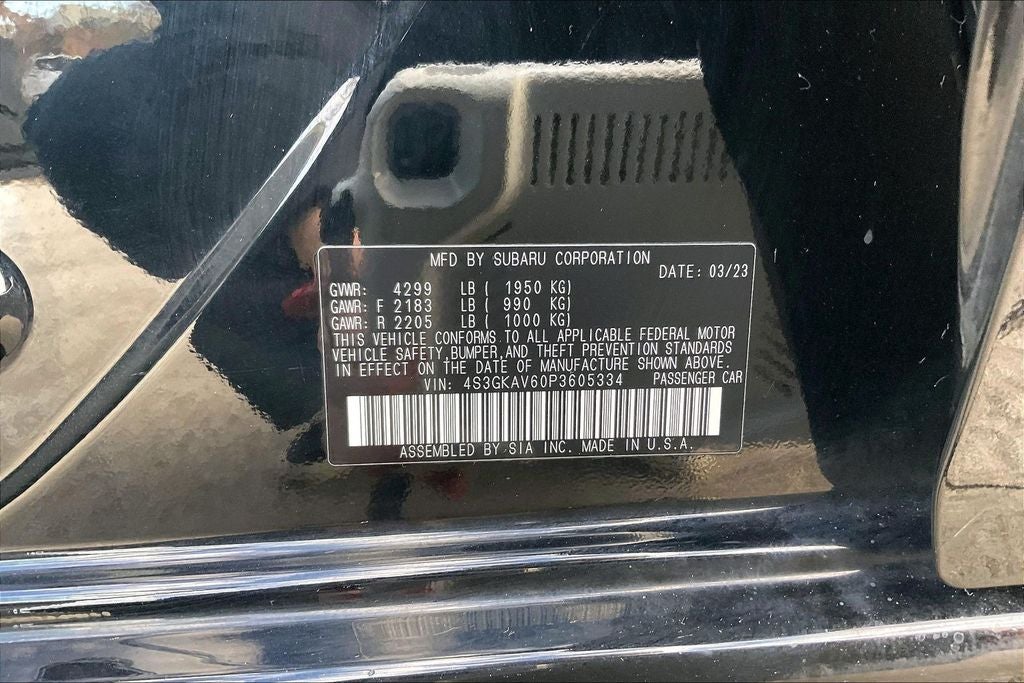 MFD BY SUBARU CORPORATION
DATE: 03/23
GVWR: 4299 LB ( 1950 KG)
GAWR: F 2183 LB ( 990 KG)
GAWR: R 2205 LB ( 1000 KG)
THIS VEHICLE CONFORMS TO ALL APPLICABLE FEDERAL MOTOR
VEHICLE SAFETY, BUMPER, AND THEFT PREVENTION STANDARDS
IN EFFECT ON THE DATE OF MANUFACTURE SHOWN ABOVE.
VIN: 4S3GKAV60P3605334 PASSENGER CAR
ASSEMBLED BY SIA INC. MADE IN U.S.A.